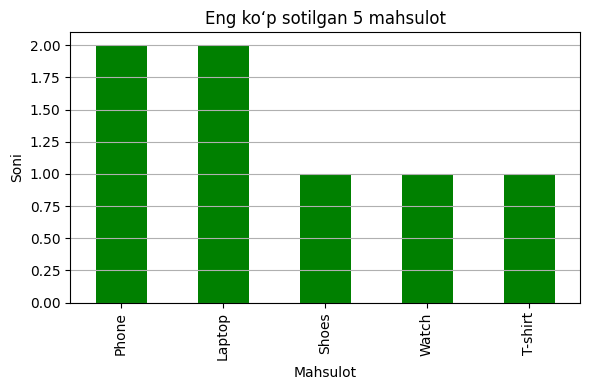 Eng ko‘p sotilgan 5 mahsulot
Soni
2.00
1.75
1.50
1.25
1.00
0.75
0.50
0.25
0.00
Phone
Laptop
Shoes
Watch
T-shirt
Mahsulot